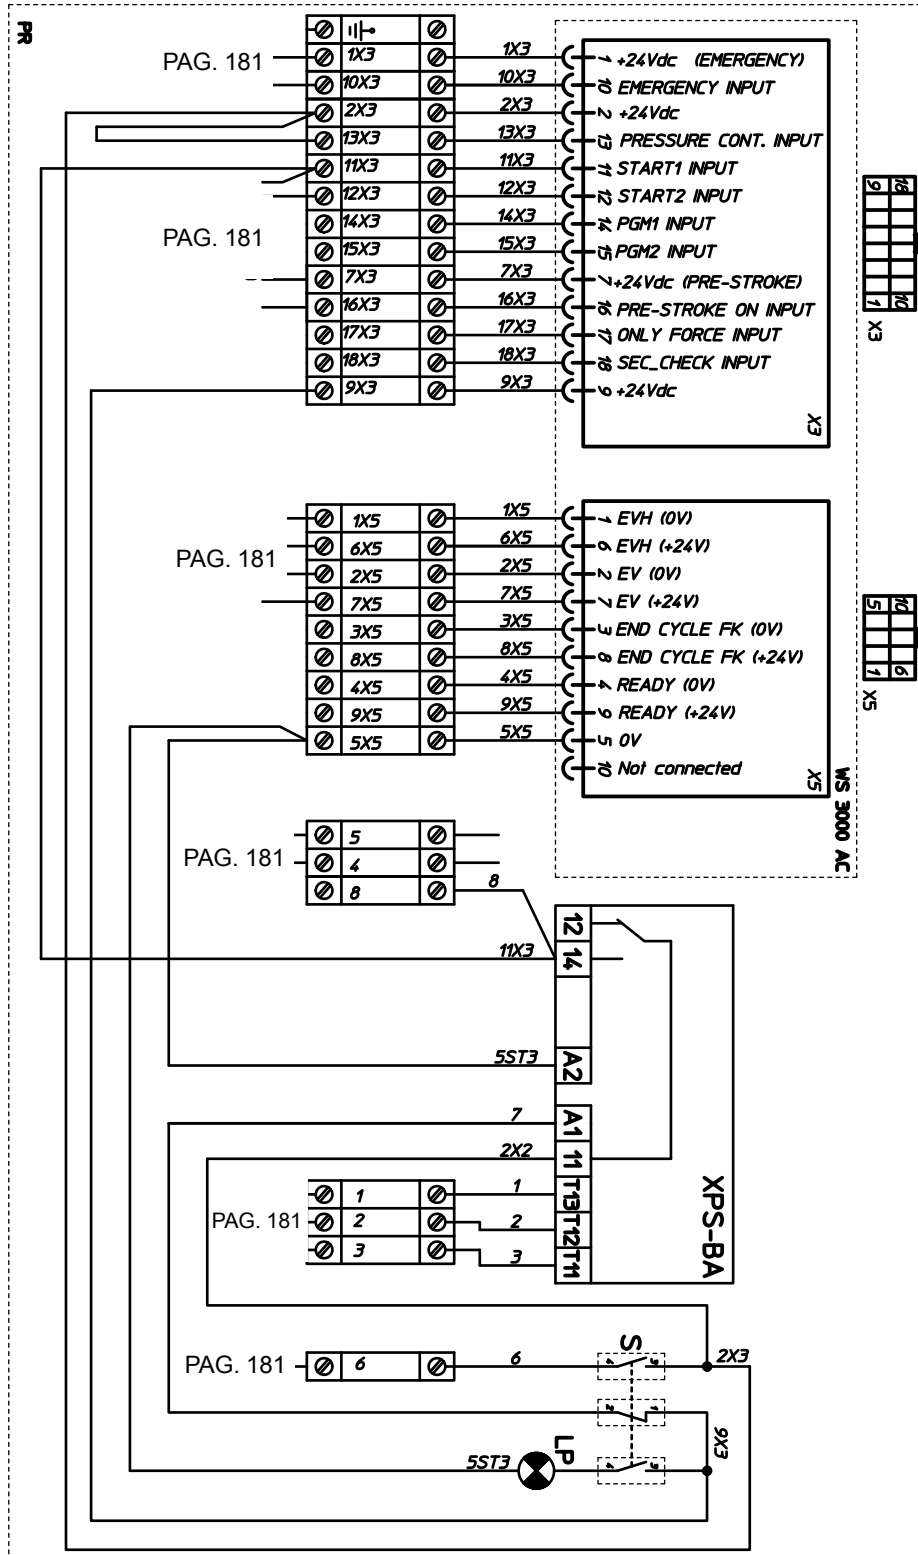 PR
PAG. 181
1X3 1X3 1 +24Vdc (EMERGENCY)
10X3 10X3 10 EMERGENCY INPUT
2X3 2X3 2 +24Vdc
13X3 13X3 13 PRESSURE CONT. INPUT
11X3 11X3 11 START1 INPUT
12X3 12X3 12 START2 INPUT
PAG. 181
14X3 14X3 14 PGM1 INPUT
15X3 15X3 15 PGM2 INPUT
7X3 7X3 7 +24Vdc (PRE-STROKE)
16X3 16X3 16 PRE-STROKE ON INPUT
17X3 17X3 17 ONLY FORCE INPUT
18X3 18X3 18 SEC_CHECK INPUT
9X3 9X3 9 +24Vdc
X3
18 9
10 1
X3
1X5 1X5 1 EVH (0V)
PAG. 181
6X5 6X5 6 EVH (+24V)
2X5 2X5 2 EV (0V)
7X5 7X5 7 EV (+24V)
3X5 3X5 3 END CYCLE FK (0V)
8X5 8X5 8 END CYCLE FK (+24V)
4X5 4X5 4 READY (0V)
9X5 9X5 9 READY (+24V)
5X5 5X5 5 0V
10 Not connected
X5
WS 3000 AC
10 5
6 1
X5
PAG. 181
5
4
8 8
12
11X3 14
5ST3 A2
7 A1
2X2 11
PAG. 181
1 1 T13
2 2 T12
3 3 T11
XPS-BA
PAG. 181 6 6
S
4 3
2X3
2 1
9X3
5ST3 LP
4 3